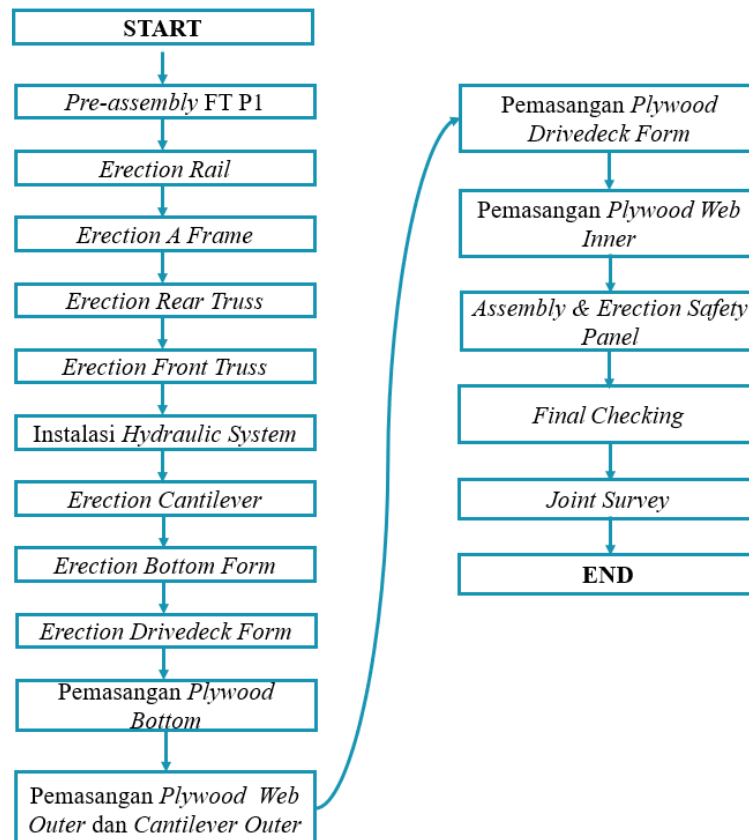 START
Pre-assembly FT P1
Erection Rail
Erection A Frame
Erection Rear Truss
Erection Front Truss
Instalasi Hydraulic System
Erection Cantilever
Erection Bottom Form
Erection Drivedeck Form
Pemasangan Plywood
Bottom
Pemasangan Plywood Web
Outer dan Cantilever Outer
Pemasangan Plywood
Drivedeck Form
Pemasangan Plywood Web
Inner
Assembly & Erection Safety
Panel
Final Checking
Joint Survey
END